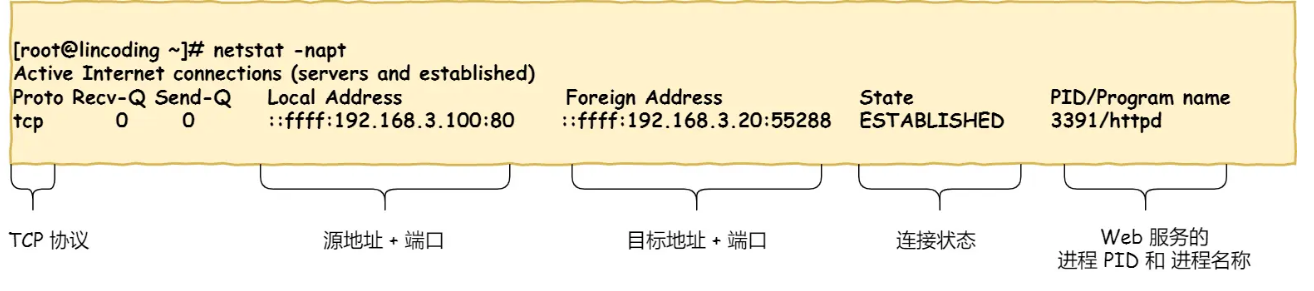 [root@lincoding ~]# netstat -napt
Active Internet connections (servers and established)
Proto Recv-Q Send-Q Local Address Foreign Address State PID/Program name
tcp 0 0 ::ffff:192.168.3.100:80 ::ffff:192.168.3.20:55288 ESTABLISHED 3391/httpd
TCP 协议 源地址 + 端口 目标地址 + 端口 连接状态 Web 服务的
进程 PID 和 进程名称